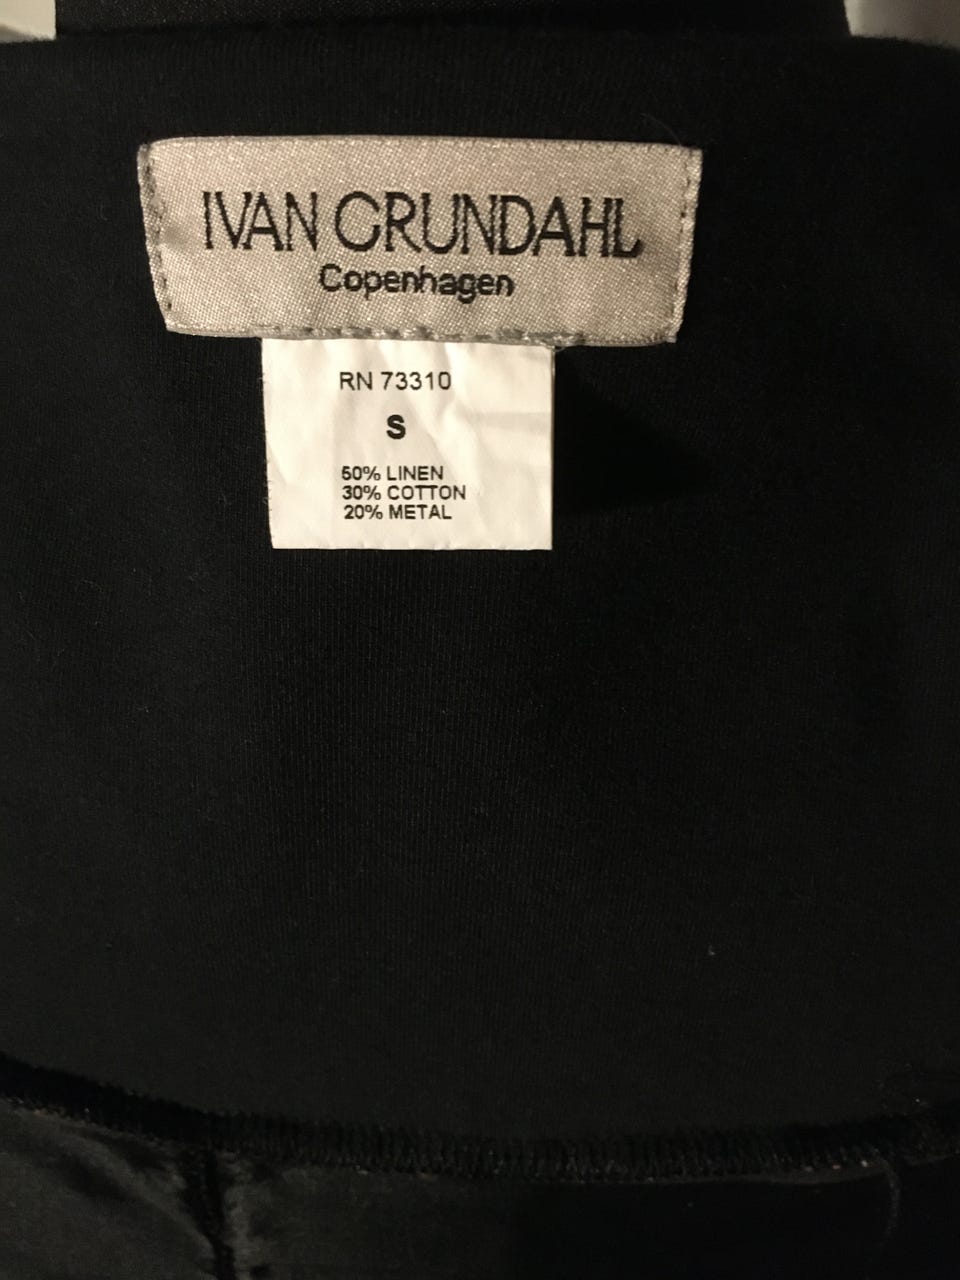 IVAN GRUNDAHL
Copenhagen
RN 73310
S
50% LINEN
30% COTTON
20% METAL